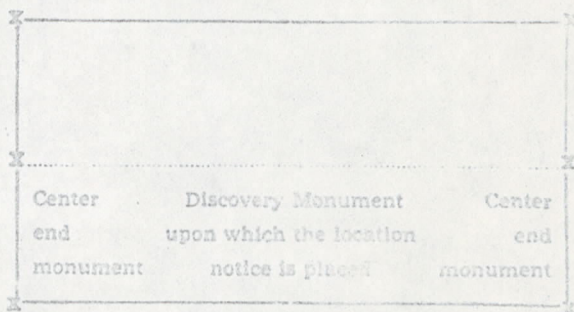 Center Discovery Monument Center
end upon which the location end
monument notice is placed monument